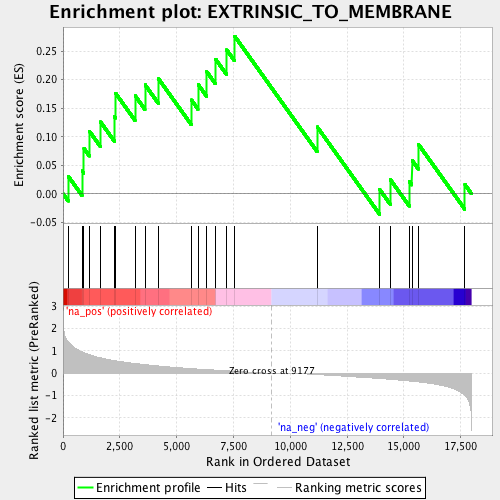 Enrichment plot: EXTRINSIC_TO_MEMBRANE
Enrichment score (ES)
0.25
0.20
0.15
0.10
0.05
0.00
-0.05
'na_pos' (positively correlated)
Ranked list metric (PreRanked)
3
2
1
0
-1
-2
Zero cross at 9177
'na_neg' (negatively correlated)
0 2,500 5,000 7,500 10,000 12,500 15,000 17,500
Rank in Ordered Dataset
Enrichment profile Hits Ranking metric scores